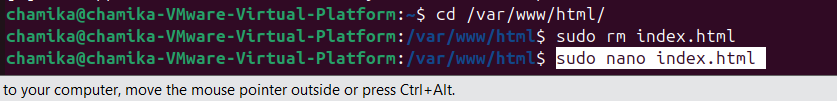 chamika@chamika-VMware-Virtual-Platform:~$ cd /var/www/html/
chamika@chamika-VMware-Virtual-Platform:/var/www/html$ sudo rm index.html
chamika@chamika-VMware-Virtual-Platform:/var/www/html$ sudo nano index.html
to your computer, move the mouse pointer outside or press Ctrl+Alt.